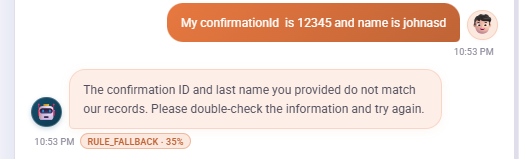 My confirmationId is 12345 and name is johnasd
10:53 PM
The confirmation ID and last name you provided do not match
our records. Please double-check the information and try again.
10:53 PM RULE_FALLBACK - 35%